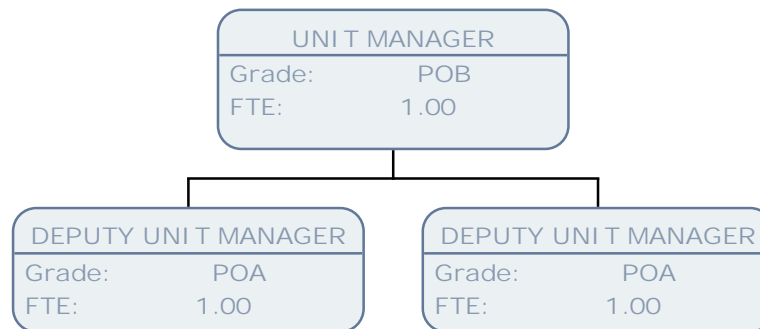 UNIT MANAGER
Grade: POB
FTE: 1.00
DEPUTY UNIT MANAGER
Grade: POA
FTE: 1.00
DEPUTY UNIT MANAGER
Grade: POA
FTE: 1.00